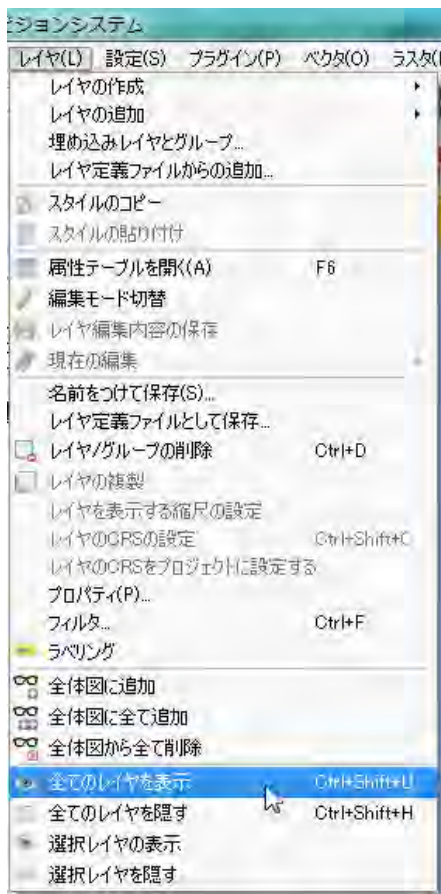 ジョンシステム
レイヤ(L) 設定(S) プラグイン(P) ベクタ(O) ラスタ(
レイヤの作成
レイヤの追加
埋め込みレイヤとグループ...
レイヤ定義ファイルからの追加...
スタイルのコピー
スタイルの貼り付け
属性テーブルを開く(A) F6
編集モード切替
レイヤ編集内容の保存
現在の編集
名前をつけて保存(S)...
レイヤ定義ファイルとして保存...
レイヤ/グループの削除 Ctrl+D
レイヤの複製
レイヤを表示する縮尺の設定
レイヤのCRSの設定 Ctrl+Shift+C
レイヤのCRSをプロジェクトに設定する
プロパティ(P)...
フィルタ... Ctrl+F
ラベリング
全体図に追加
全体図に全て追加
全体図から全て削除
全てのレイヤを表示 Ctrl+Shift+U
全てのレイヤを隠す Ctrl+Shift+H
選択レイヤの表示
選択レイヤを隠す